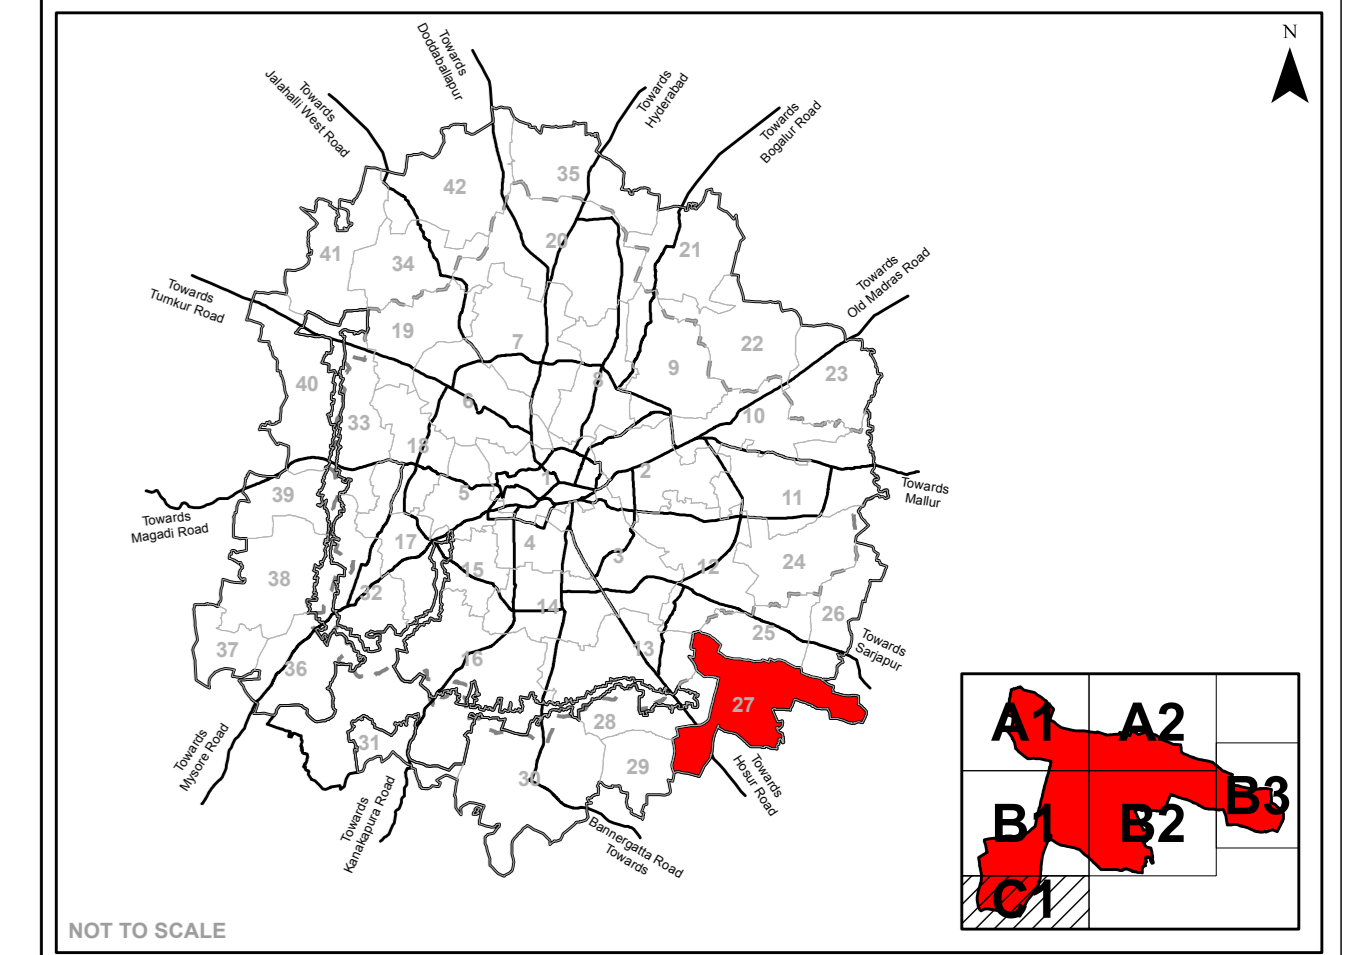 N
Towards
Doddaballapur
Towards
Jalahalli West Road
Towards
Hyderabad
Towards
Bogalur Road
42
35
41
34
20
21
Towards
Old Madras Road
Towards
Tumkur Road
19
7
22
9
23
40
8
6
10
33
18
2
1
Towards
Mallur
39
5
11
Towards
Magadi Road
17
4
3
12
24
38
15
32
14
26
25
13
Towards
Sarjapur
37
36
16
27
28
31
29
30
Towards
Mysore Road
Towards
Kanakapura Road
Bannergatta Road
Towards
Towards
Hosur Road
A1
A2
B1
B2
B3
C1
NOT TO SCALE